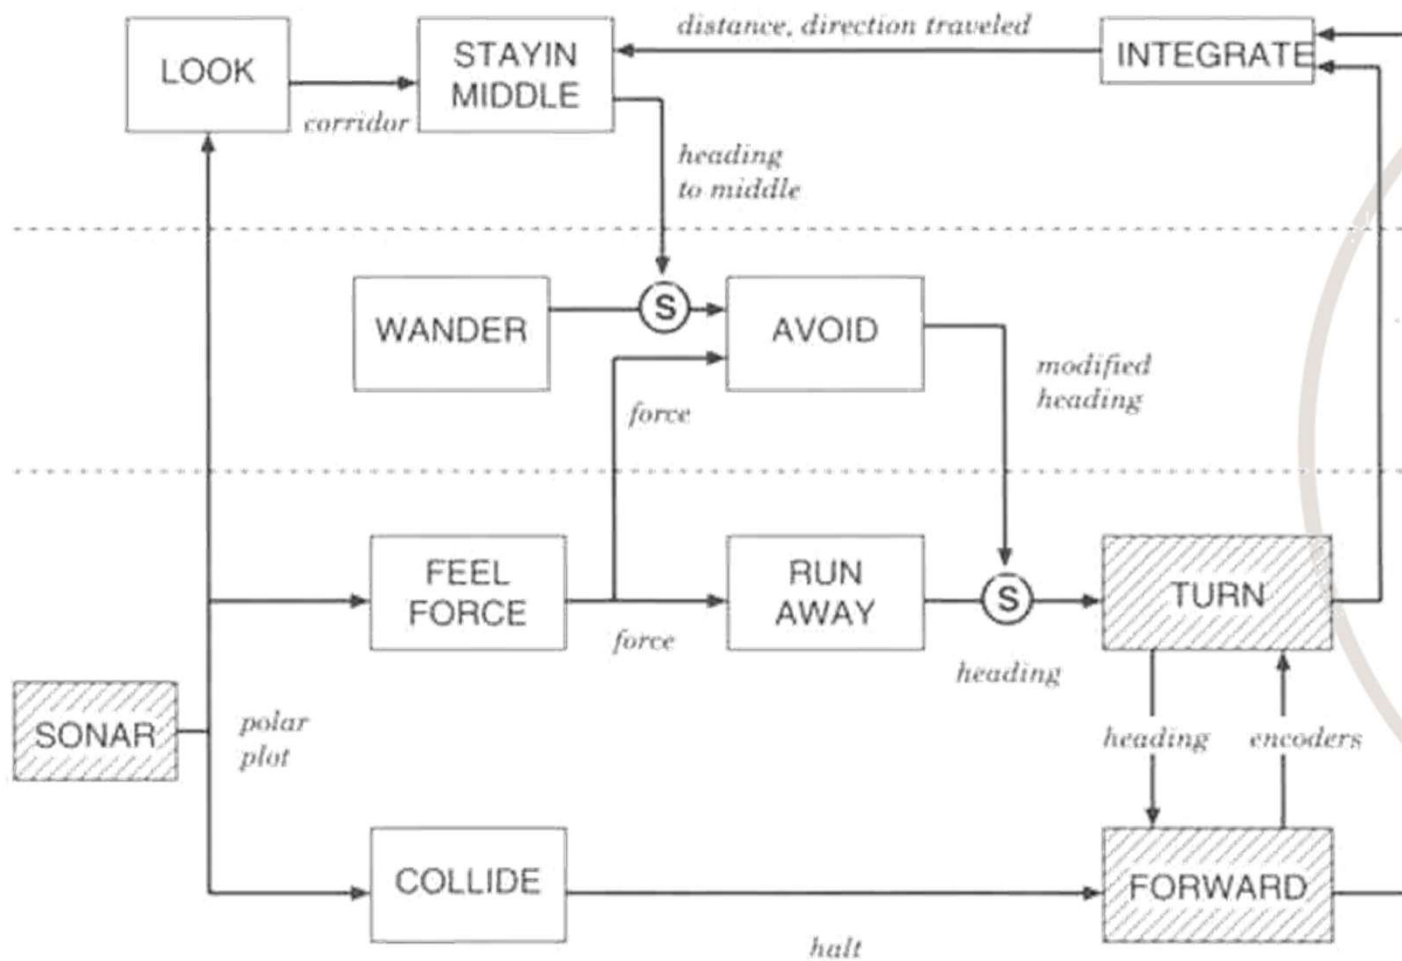 distance, direction traveled
LOOK
STAYIN
MIDDLE
INTEGRATE
corridor
heading
to middle
WANDER
S
AVOID
modified
heading
force
FEEL
FORCE
RUN
AWAY
S
TURN
force
heading
SONAR
polar
plot
heading
encoders
COLLIDE
FORWARD
halt